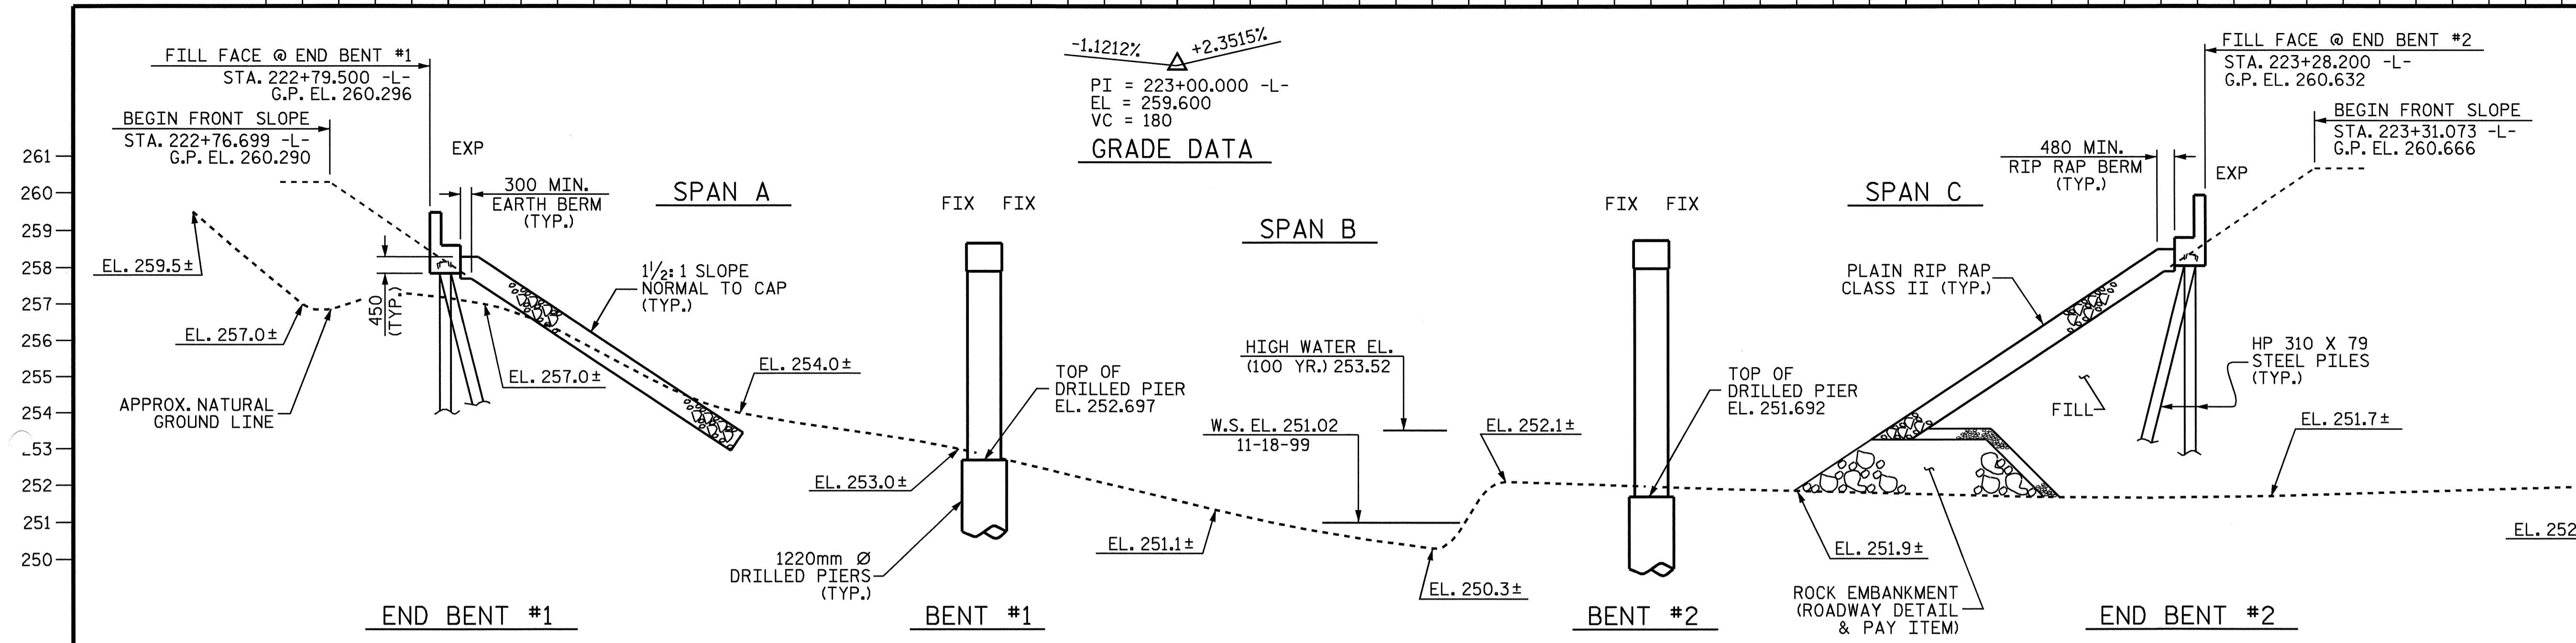 FILL FACE @ END BENT #1
STA. 222+79.500 -L-
G.P. EL. 260.296
BEGIN FRONT SLOPE
STA. 222+76.699 -L-
G.P. EL. 260.290
EXP
300 MIN.
EARTH BERM
(TYP.)
SPAN A
-1.1212%
+2.3515%
PI = 223+00.000 -L-
EL = 259.600
VC = 180
GRADE DATA
FILL FACE @ END BENT #2
STA. 223+28.200 -L-
G.P. EL. 260.632
BEGIN FRONT SLOPE
STA. 223+31.073 -L-
G.P. EL. 260.666
480 MIN.
RIP RAP BERM
(TYP.)
EXP
SPAN C
FIX FIX
SPAN B
FIX FIX
261
260
259
258
257
256
255
254
253
252
251
250
EL. 259.5±
EL. 257.0±
450
(TYP.)
1½:1 SLOPE
NORMAL TO CAP
(TYP.)
EL. 257.0±
APPROX. NATURAL
GROUND LINE
EL. 254.0±
TOP OF
DRILLED PIER
EL. 252.697
EL. 253.0±
1220mm Ø
DRILLED PIERS
(TYP.)
HIGH WATER EL.
(100 YR.) 253.52
W.S. EL. 251.02
11-18-99
EL. 251.1±
EL. 252.1±
EL. 250.3±
TOP OF
DRILLED PIER
EL. 251.692
PLAIN RIP RAP
CLASS II (TYP.)
FILL
HP 310 X 79
STEEL PILES
(TYP.)
EL. 251.7±
EL. 251.9±
ROCK EMBANKMENT
(ROADWAY DETAIL
& PAY ITEM)
EL. 252
END BENT #1
BENT #1
BENT #2
END BENT #2